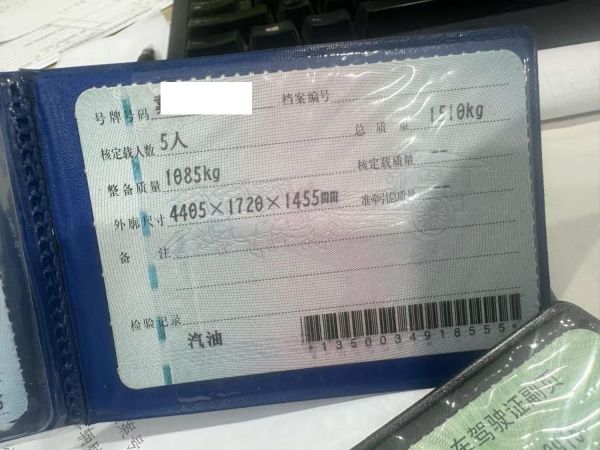 号牌号码 档案编号
核定载人数 5人 总质量 1510kg
整备质量 1085kg 核定载质量 --
外廓尺寸 4405×1720×1455mm 准牵引总质量 --
备注
检验记录
汽油
*1350034918555*
车驾驶证副页